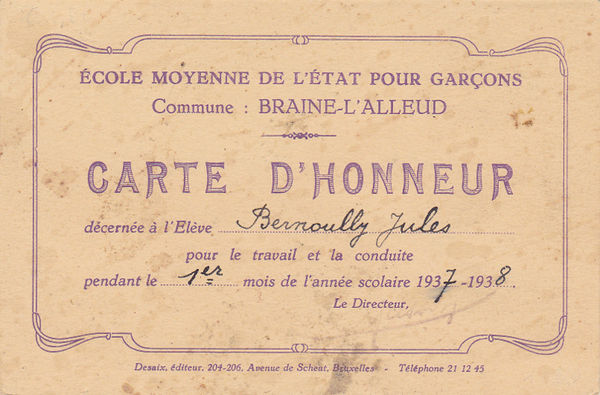 ÉCOLE MOYENNE DE L'ÉTAT POUR GARÇONS
Commune : BRAINE-L'ALLEUD
CARTE D'HONNEUR
décernée à l'Elève Bernoully Jules
pour le travail et la conduite
pendant le 1er mois de l'année scolaire 1937-1938.
Le Directeur,
Desaix, éditeur. 204-206, Avenue de Scheut, Bruxelles - Téléphone 21 12 45